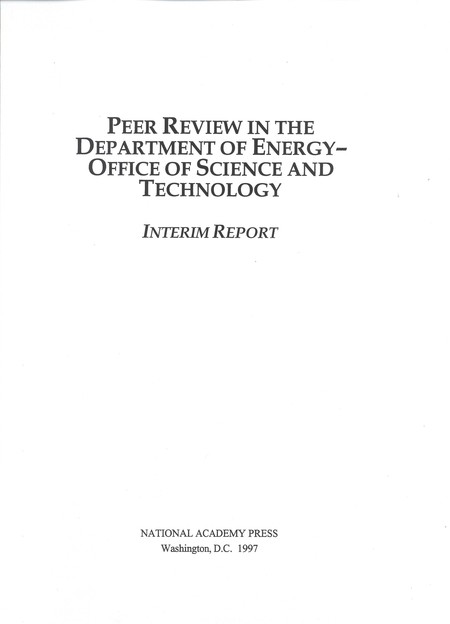 PEER REVIEW IN THE
DEPARTMENT OF ENERGY–
OFFICE OF SCIENCE AND
TECHNOLOGY
INTERIM REPORT
NATIONAL ACADEMY PRESS
Washington, D.C. 1997